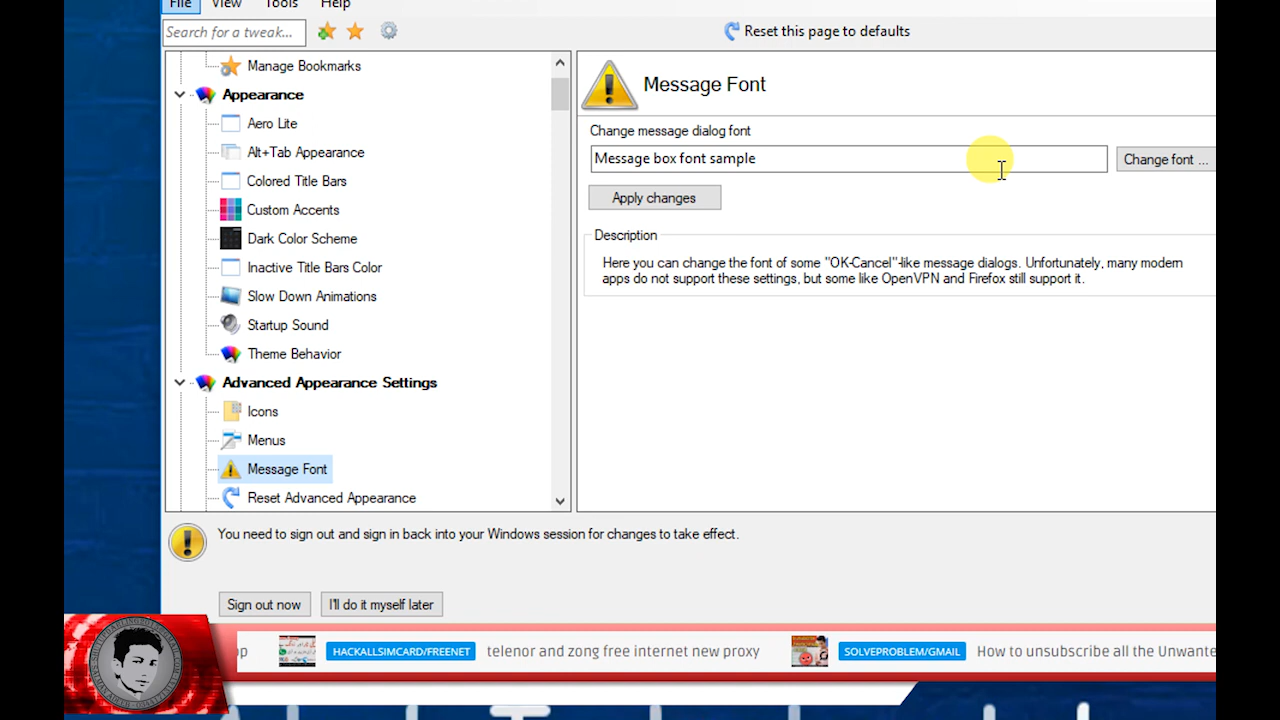 File View Tools Help
Search for a tweak...
Reset this page to defaults
Manage Bookmarks
Appearance
Aero Lite
Alt+Tab Appearance
Colored Title Bars
Custom Accents
Dark Color Scheme
Inactive Title Bars Color
Slow Down Animations
Startup Sound
Theme Behavior
Advanced Appearance Settings
Icons
Menus
Message Font
Reset Advanced Appearance
Message Font
Change message dialog font
Message box font sample
Change font ...
Apply changes
Description
Here you can change the font of some "OK-Cancel"-like message dialogs. Unfortunately, many modern
apps do not support these settings, but some like OpenVPN and Firefox still support it.
You need to sign out and sign in back into your Windows session for changes to take effect.
Sign out now
I'll do it myself later
HACKALLSIMCARD/FREENET telenor and zong free internet new proxy SOLVEPROBLEM/GMAIL How to unsubscribe all the Unwante